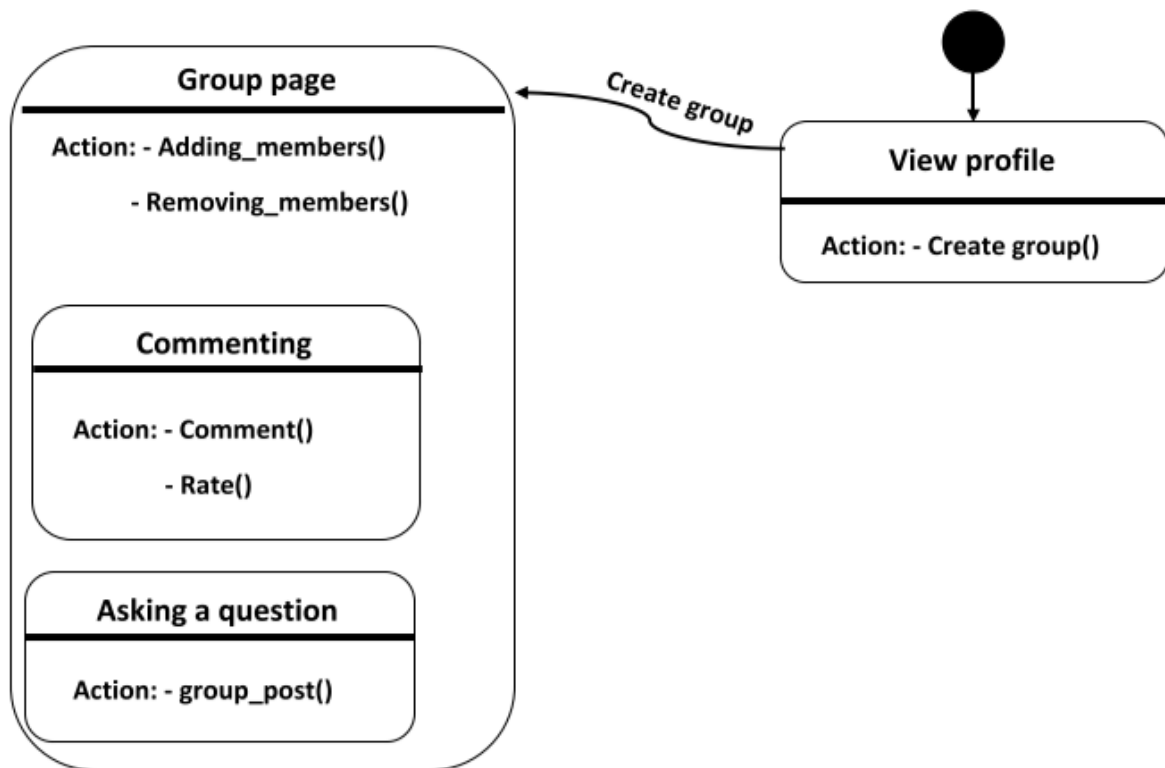 Group page
Action: - Adding_members()
- Removing_members()
Commenting
Action: - Comment()
- Rate()
Asking a question
Action: - group_post()
Create group
View profile
Action: - Create group()